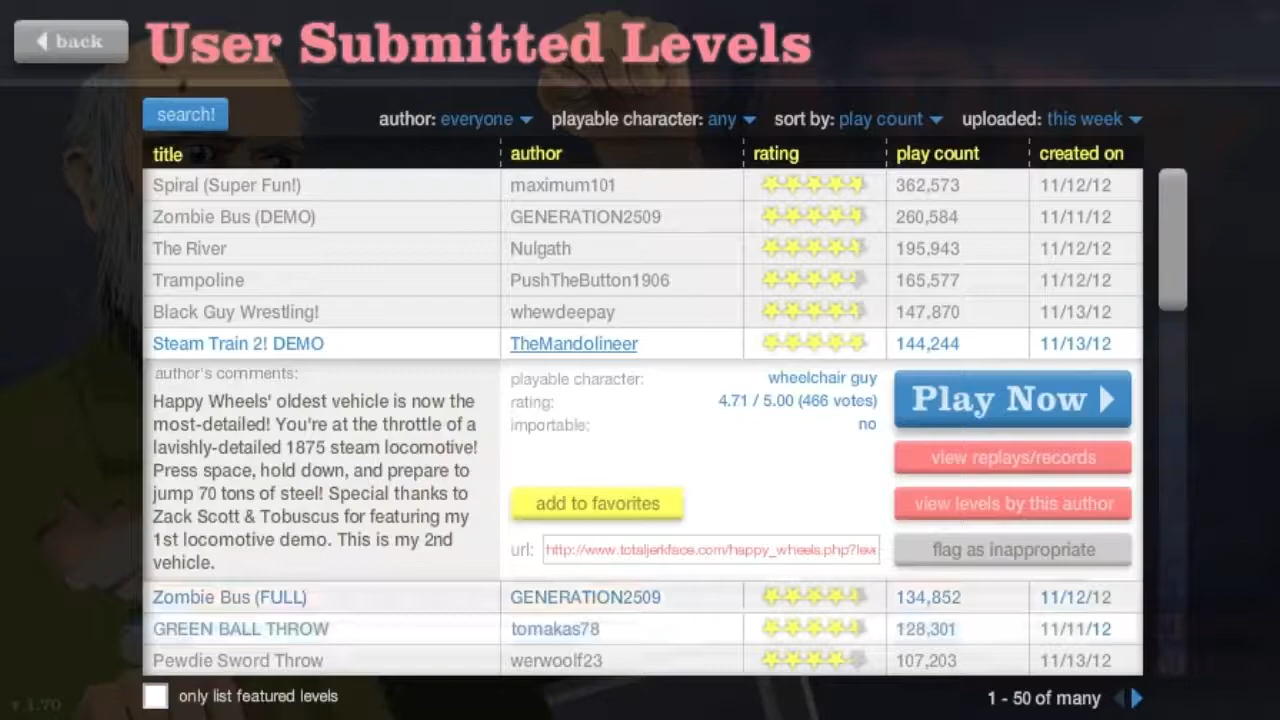 back
User Submitted Levels
search!
author: everyone playable character: any sort by: play count uploaded: this week
title author rating play count created on
Spiral (Super Fun!) maximum101 362,573 11/12/12
Zombie Bus (DEMO) GENERATION2509 260,584 11/11/12
The River Nulgath 195,943 11/12/12
Trampoline PushTheButton1906 165,577 11/12/12
Black Guy Wrestling! whewdeepay 147,870 11/13/12
Steam Train 2! DEMO TheMandolineer 144,244 11/13/12
author's comments:
Happy Wheels' oldest vehicle is now the
most-detailed! You're at the throttle of a
lavishly-detailed 1875 steam locomotive!
Press space, hold down, and prepare to
jump 70 tons of steel! Special thanks to
Zack Scott & Tobuscus for featuring my
1st locomotive demo. This is my 2nd
vehicle.
playable character: wheelchair guy
rating: 4.71 / 5.00 (466 votes)
importable: no
add to favorites
url: http://www.totaljerkface.com/happy_wheels.php?leve
Play Now
view replays/records
view levels by this author
flag as inappropriate
Zombie Bus (FULL) GENERATION2509 134,852 11/12/12
GREEN BALL THROW tomakas78 128,301 11/11/12
Pewdie Sword Throw werwoolf23 107,203 11/13/12
only list featured levels
1 - 50 of many
v 1.70